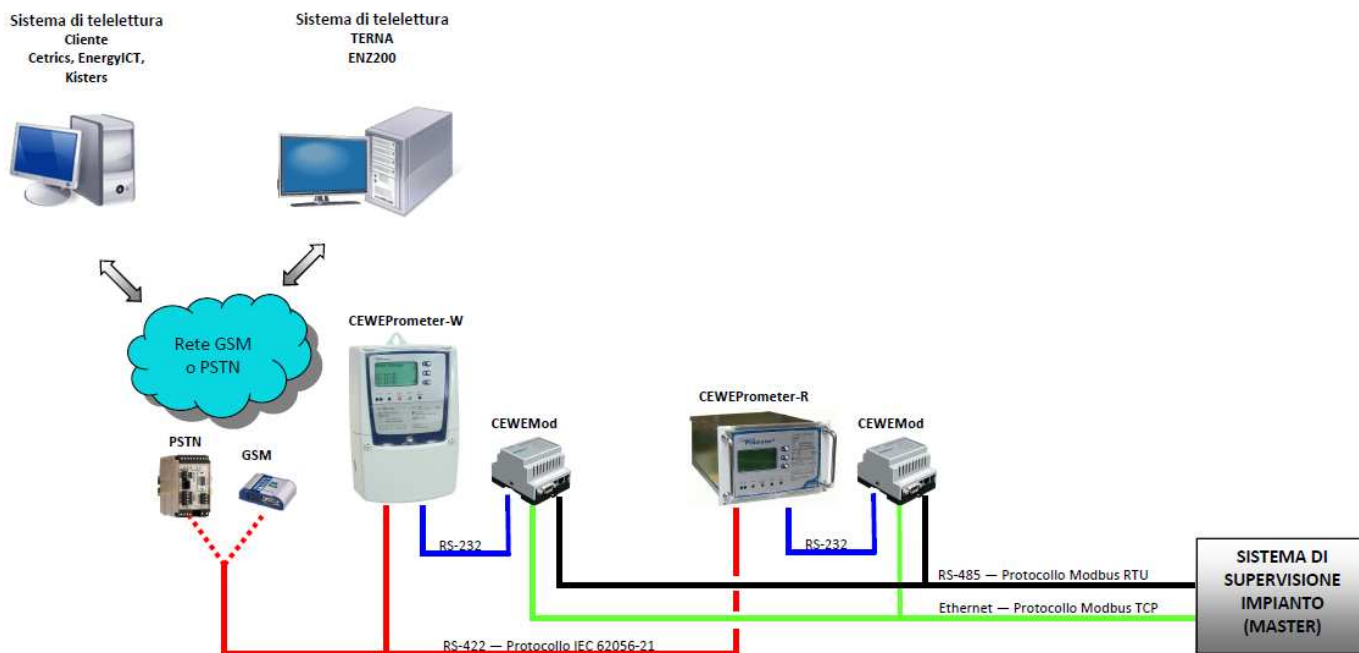 Sistema di telelettura
Cliente
Cetrics, EnergyICT,
Kisters
Sistema di telelettura
TERNA
ENZ200
Rete GSM
o PSTN
PSTN
GSM
CEWEPrometer-W
CEWEMod
CEWEPrometer-R
CEWEMod
RS-232
RS-232
RS-485 — Protocollo Modbus RTU
Ethernet — Protocollo Modbus TCP
RS-422 — Protocollo IEC 62056-21
SISTEMA DI
SUPERVISIONE
IMPIANTO
(MASTER)